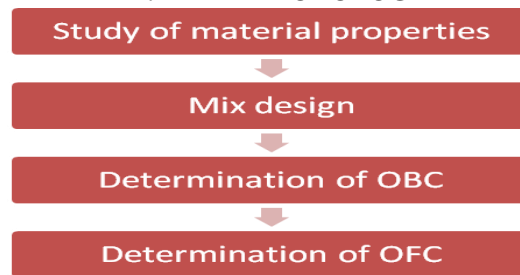 Study of material properties
Mix design
Determination of OBC
Determination of OFC